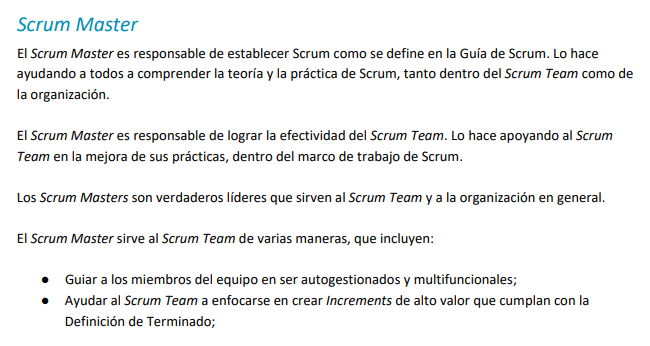 Scrum Master
El Scrum Master es responsable de establecer Scrum como se define en la Guía de Scrum. Lo hace
ayudando a todos a comprender la teoría y la práctica de Scrum, tanto dentro del Scrum Team como de
la organización.
El Scrum Master es responsable de lograr la efectividad del Scrum Team. Lo hace apoyando al Scrum
Team en la mejora de sus prácticas, dentro del marco de trabajo de Scrum.
Los Scrum Masters son verdaderos líderes que sirven al Scrum Team y a la organización en general.
El Scrum Master sirve al Scrum Team de varias maneras, que incluyen:
● Guiar a los miembros del equipo en ser autogestionados y multifuncionales;
● Ayudar al Scrum Team a enfocarse en crear Increments de alto valor que cumplan con la
Definición de Terminado;